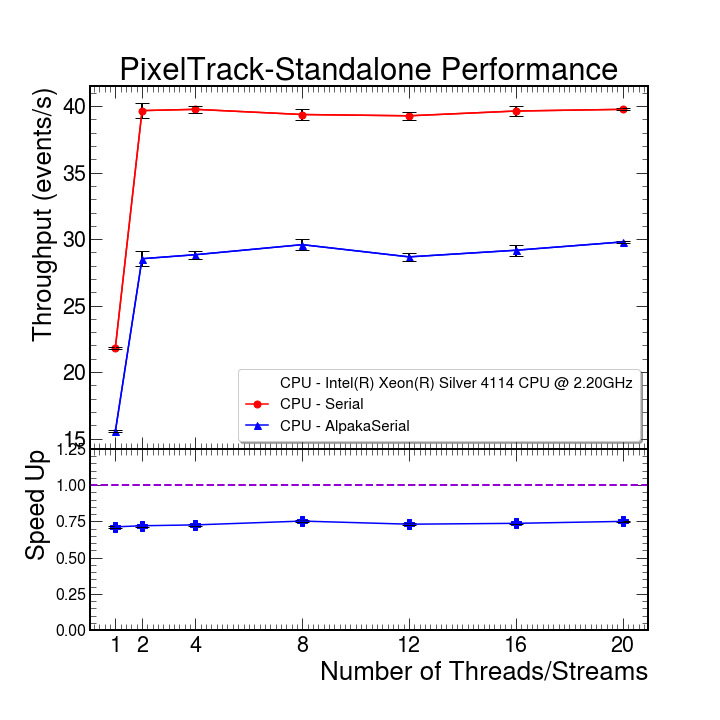 PixelTrack-Standalone Performance
Throughput (events/s)
40
35
30
25
20
15
CPU - Intel(R) Xeon(R) Silver 4114 CPU @ 2.20GHz
CPU - Serial
CPU - AlpakaSerial
Speed Up
1.25
1.00
0.75
0.50
0.25
0.00
1 2 4 8 12 16 20
Number of Threads/Streams